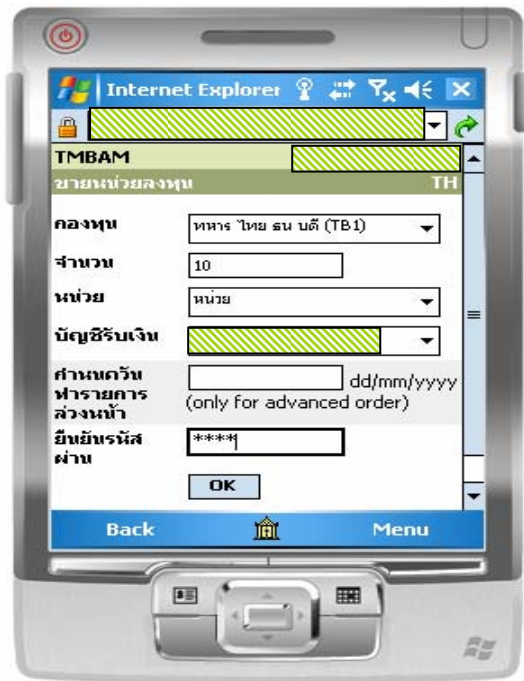 Internet Explorer
TMBAM
ขายหน่วยลงทุน TH
กองทุน ทหาร ไทย ธน บดี (TB1)
จำนวน 10
หน่วย หน่วย
บัญชีรับเงิน
กำหนดวัน
ทำรายการ
ล่วงหน้า
dd/mm/yyyy
(only for advanced order)
ยืนยันรหัส
ผ่าน
****
OK
Back Menu